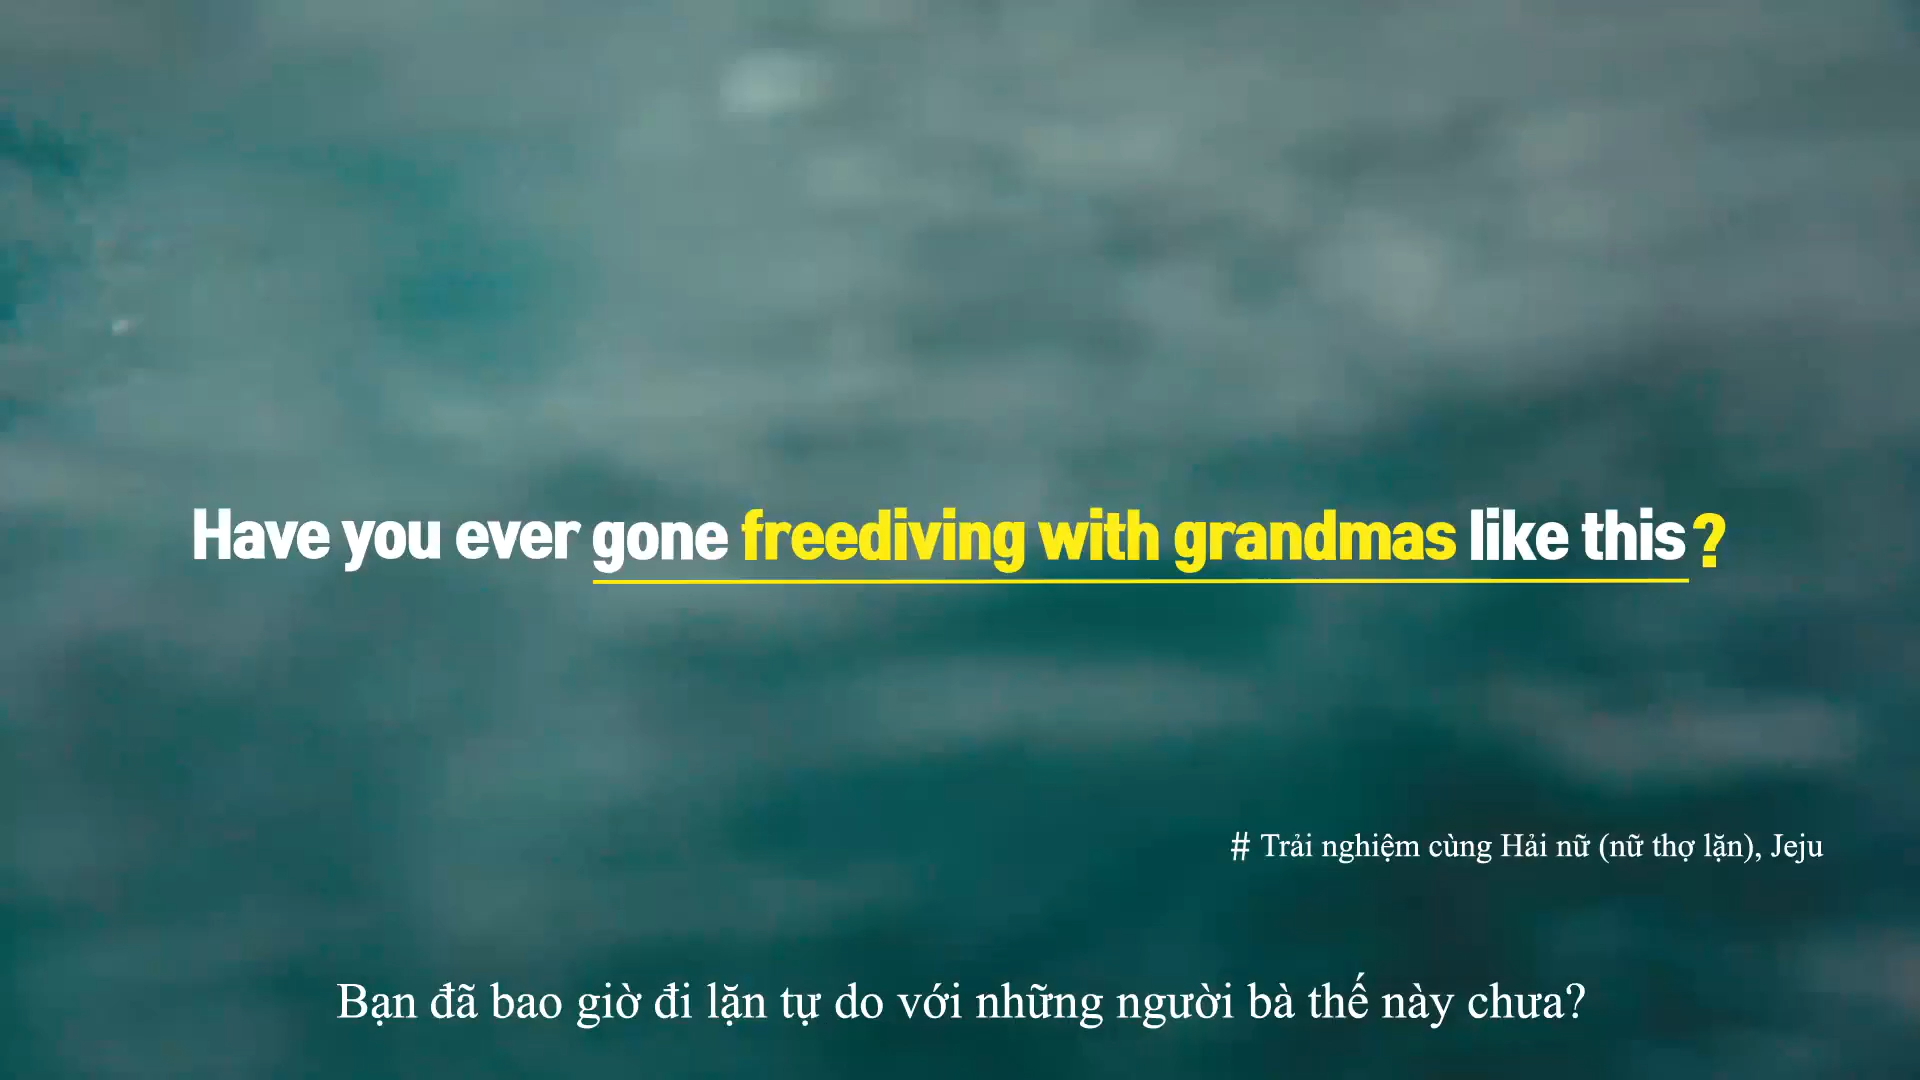 Have you ever gone freediving with grandmas like this?
# Trải nghiệm cùng Hải nữ (nữ thợ lặn), Jeju
Bạn đã bao giờ đi lặn tự do với những người bà thế này chưa?